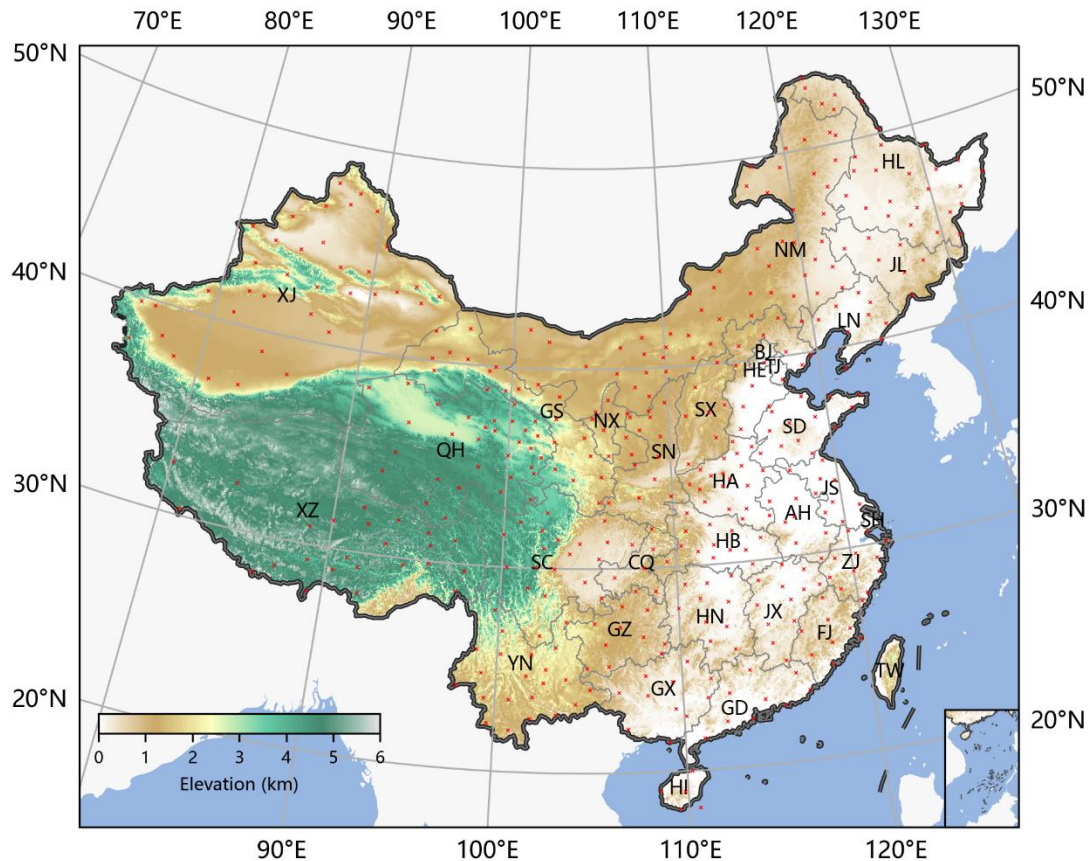 70°E 80°E 90°E 100°E 110°E 120°E 130°E
50°N
50°N
HL
NM
JL
40°N
XJ
40°N
LN
BJ
TJ
HE
GS
NX
SX
SD
QH
SN
HA
JS
30°N
XZ
AH
SH
30°N
HB
SC
CQ
ZJ
HN
JX
GZ
FJ
YN
TW
GX
20°N
GD
20°N
0 1 2 3 4 5 6
Elevation (km)
HI
90°E 100°E 110°E 120°E